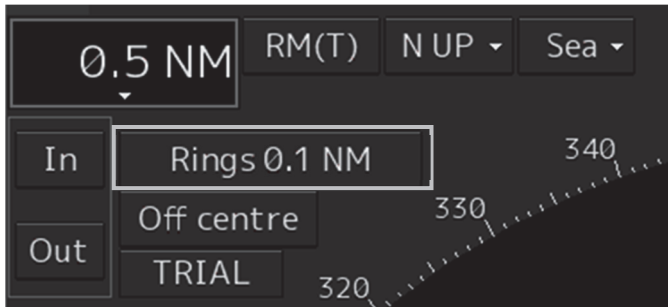 0.5 NM RM(T) N UP Sea
In Rings 0.1 NM 340
Off centre 330
Out
TRIAL 320